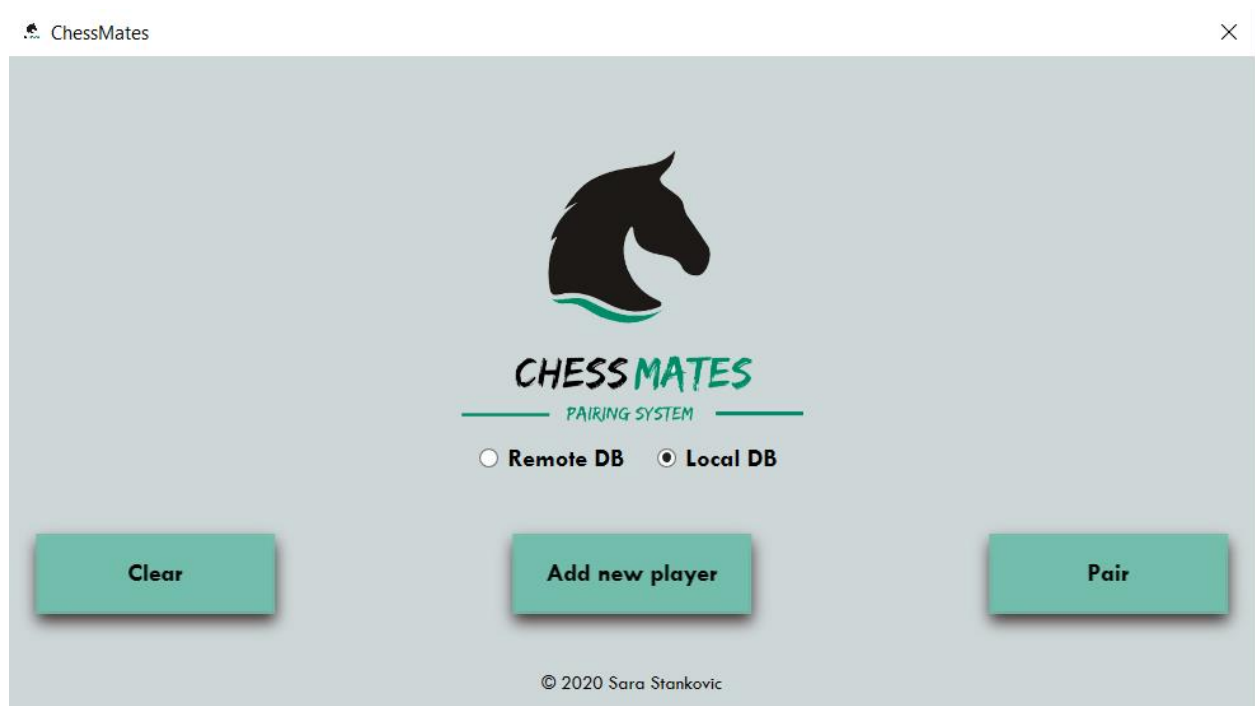 ChessMates
CHESS MATES
PAIRING SYSTEM
Remote DB Local DB
Clear Add new player Pair
© 2020 Sara Stankovic